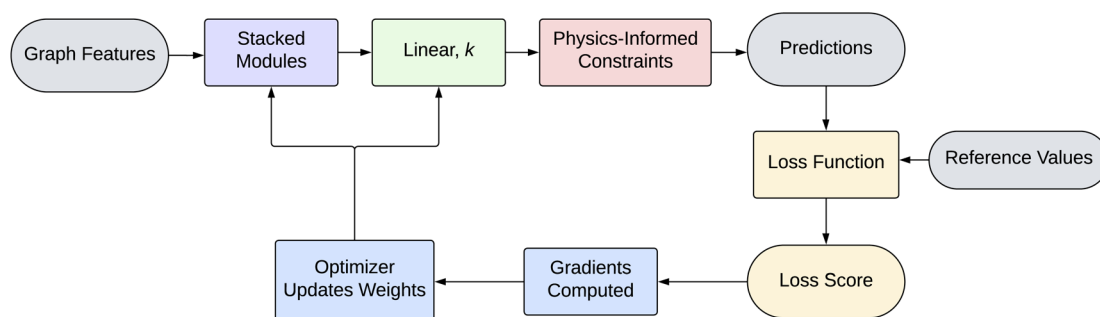 Graph Features
Stacked
Modules
Linear, k
Physics-Informed
Constraints
Predictions
Loss Function
Reference Values
Optimizer
Updates Weights
Gradients
Computed
Loss Score